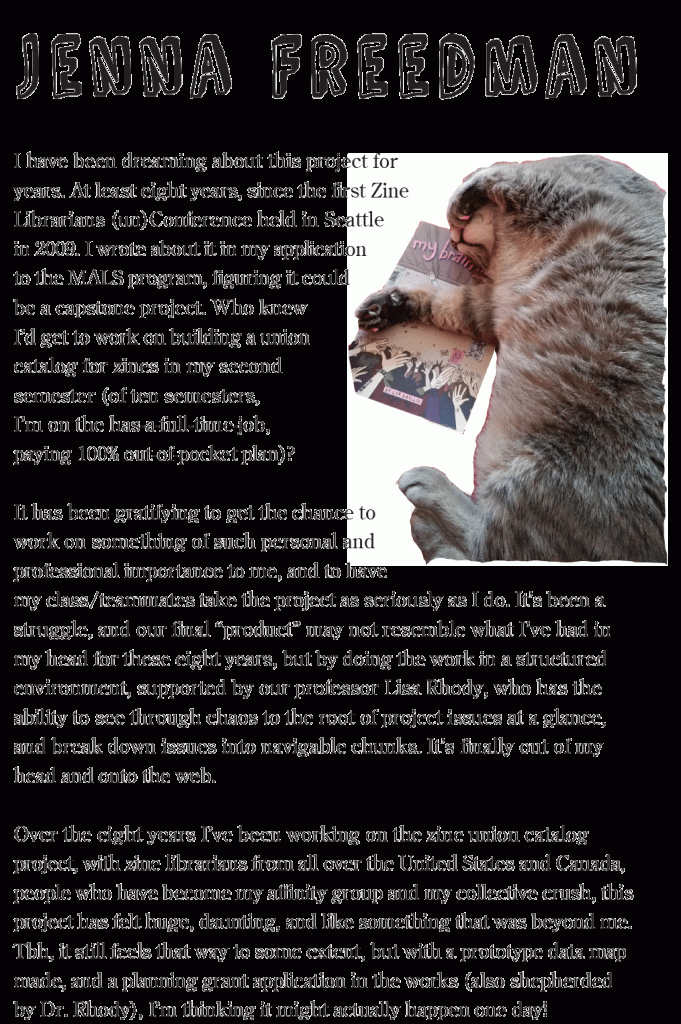 JENNA FREEDMAN
I have been dreaming about this project for
years. At least eight years, since the first Zine
Librarians (un)Conference held in Seattle
in 2009. I wrote about it in my application
to the MALS program, figuring it could
be a capstone project. Who knew
I'd get to work on building a union
catalog for zines in my second
semester (of ten semesters,
I'm on the has-a-full-time-job,
paying 100% out-of-pocket plan)?
my brain
It has been gratifying to get the chance to
work on something of such personal and
professional importance to me, and to have
my class/teammates take the project as seriously as I do. It's been a
struggle, and our final “product” may not resemble what I've had in
my head for these eight years, but by doing the work in a structured
environment, supported by our professor Lisa Rhody, who has the
ability to see through chaos to the root of project issues at a glance,
and break down issues into navigable chunks. It's finally out of my
head and onto the web.
Over the eight years I've been working on the zine union catalog
project, with zine librarians from all over the United States and Canada,
people who have become my affinity group and my collective crush, this
project has felt huge, daunting, and like something that was beyond me.
Tbh, it still feels that way to some extent, but with a prototype data map
made, and a planning grant application in the works (also shepherded
by Dr. Rhody), I'm thinking it might actually happen one day!